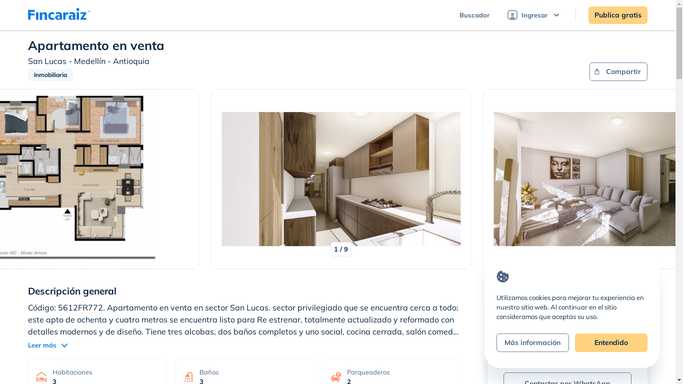 Fincaraiz
Buscador
Ingresar
Publica gratis
Apartamento en venta
San Lucas - Medellín - Antioquia
Inmobiliaria
Compartir
1 / 9
Descripción general
Código: 5612FR772. Apartamento en venta en sector San Lucas. sector privilegiado que se encuentra cerca a todo:
este apto de ochenta y cuatro metros se encuentra listo para Re estrenar, totalmente actualizado y reformado con
detalles modernos y de diseño. Tiene tres alcobas, dos baños completos y uno social, cocina cerrada, salón comed...
Leer más
Habitaciones
3
Baños
3
Parqueaderos
2
Utilizamos cookies para mejorar tu experiencia en
nuestro sitio web. Al continuar en el sitio
consideramos que aceptas su uso.
Más información
Entendido
Contactar por WhatsApp